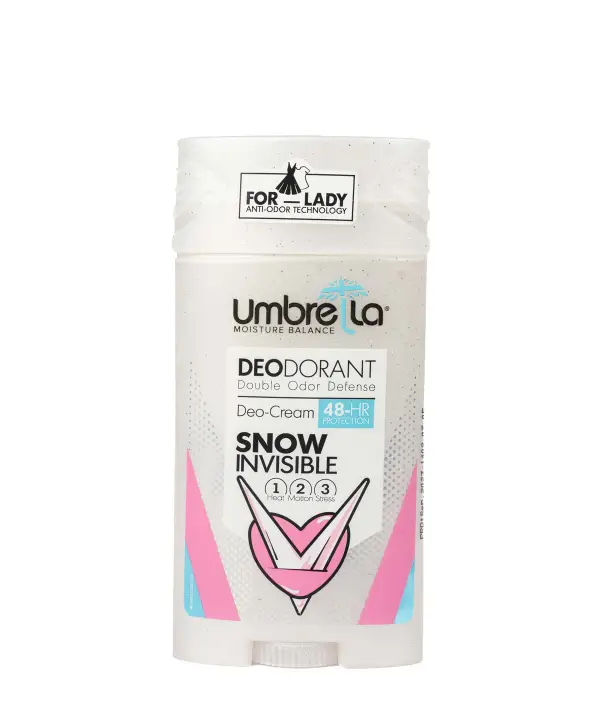 FOR _ LADY
ANTI-ODOR TECHNOLOGY
umbrella®
MOISTURE BALANCE
DEODORANT
Double Odor Defense
Deo-Cream 48-HR
PROTECTION
SNOW
INVISIBLE
1 2 3
Heat Motion Stress